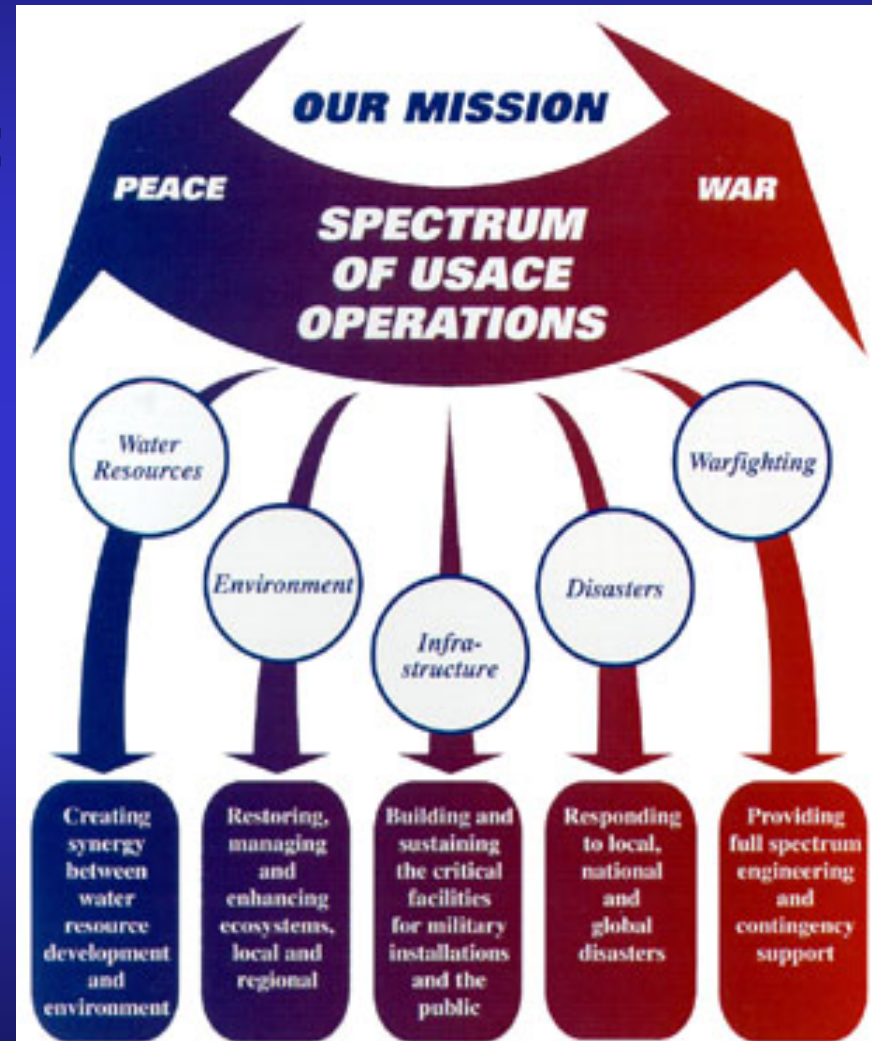 OUR MISSION
PEACE
WAR
SPECTRUM
OF USACE
OPERATIONS
Water
Resources
Warfighting
Environment
Disasters
Infra-
structure
Creating
synergy
between
water
resource
development
and
environment
Restoring,
managing
and
enhancing
ecosystems,
local and
regional
Building and
sustaining
the critical
facilities
for military
installations
and the
public
Responding
to local,
national
and
global
disasters
Providing
full spectrum
engineering
and
contingency
support